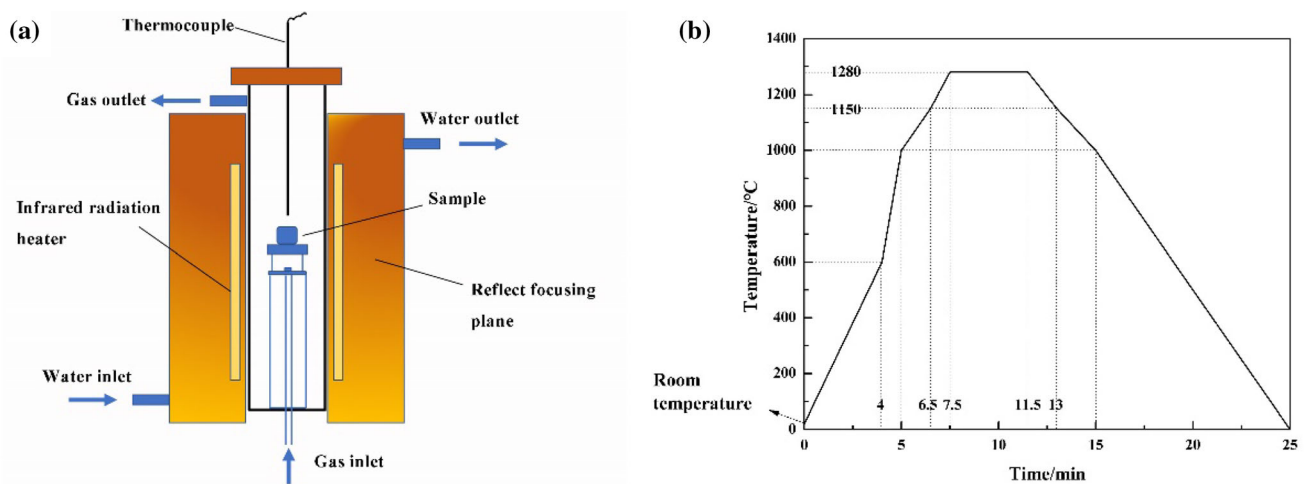 (a)
Thermocouple
Gas outlet
Water outlet
Infrared radiation
heater
Sample
Reflect focusing
plane
Water inlet
Gas inlet
(b)
1400
1280
1200
1150
1000
800
600
400
200
0
Temperature/°C
Room
temperature
4
6.5
7.5
11.5
13
0
5
10
15
20
25
Time/min